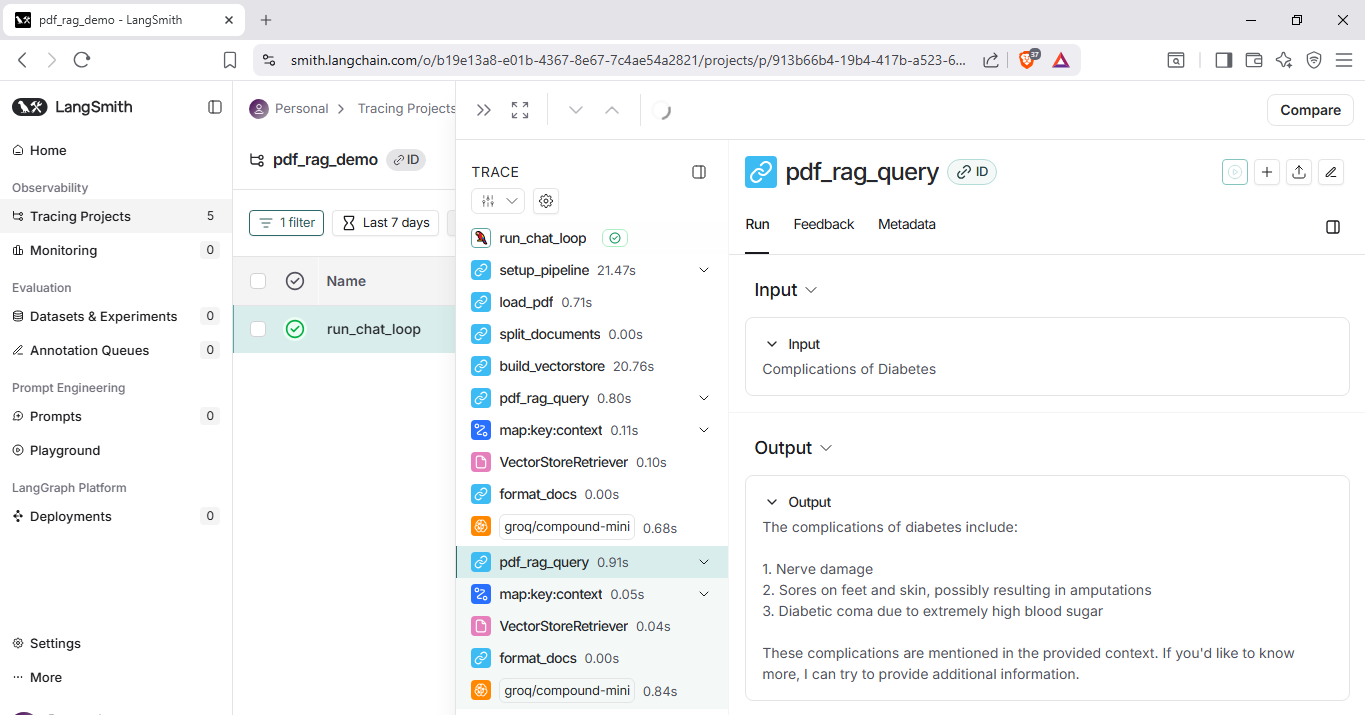 pdf_rag_demo - LangSmith
smith.langchain.com/o/b19e13a8-e01b-4367-8e67-7c4ae54a2821/projects/p/913b66b4-19b4-417b-a523-6...
37
LangSmith
Home
Observability
Tracing Projects 5
Monitoring 0
Evaluation
Datasets & Experiments 0
Annotation Queues 0
Prompt Engineering
Prompts 0
Playground
LangGraph Platform
Deployments 0
Settings
More
Personal > Tracing Projects
pdf_rag_demo ID
1 filter Last 7 days
Name
run_chat_loop
Compare
TRACE
run_chat_loop
setup_pipeline 21.47s
load_pdf 0.71s
split_documents 0.00s
build_vectorstore 20.76s
pdf_rag_query 0.80s
map:key:context 0.11s
VectorStoreRetriever 0.10s
format_docs 0.00s
groq/compound-mini 0.68s
pdf_rag_query 0.91s
map:key:context 0.05s
VectorStoreRetriever 0.04s
format_docs 0.00s
groq/compound-mini 0.84s
pdf_rag_query ID
Run Feedback Metadata
Input
Input
Complications of Diabetes
Output
Output
The complications of diabetes include:
1. Nerve damage
2. Sores on feet and skin, possibly resulting in amputations
3. Diabetic coma due to extremely high blood sugar
These complications are mentioned in the provided context. If you'd like to know
more, I can try to provide additional information.